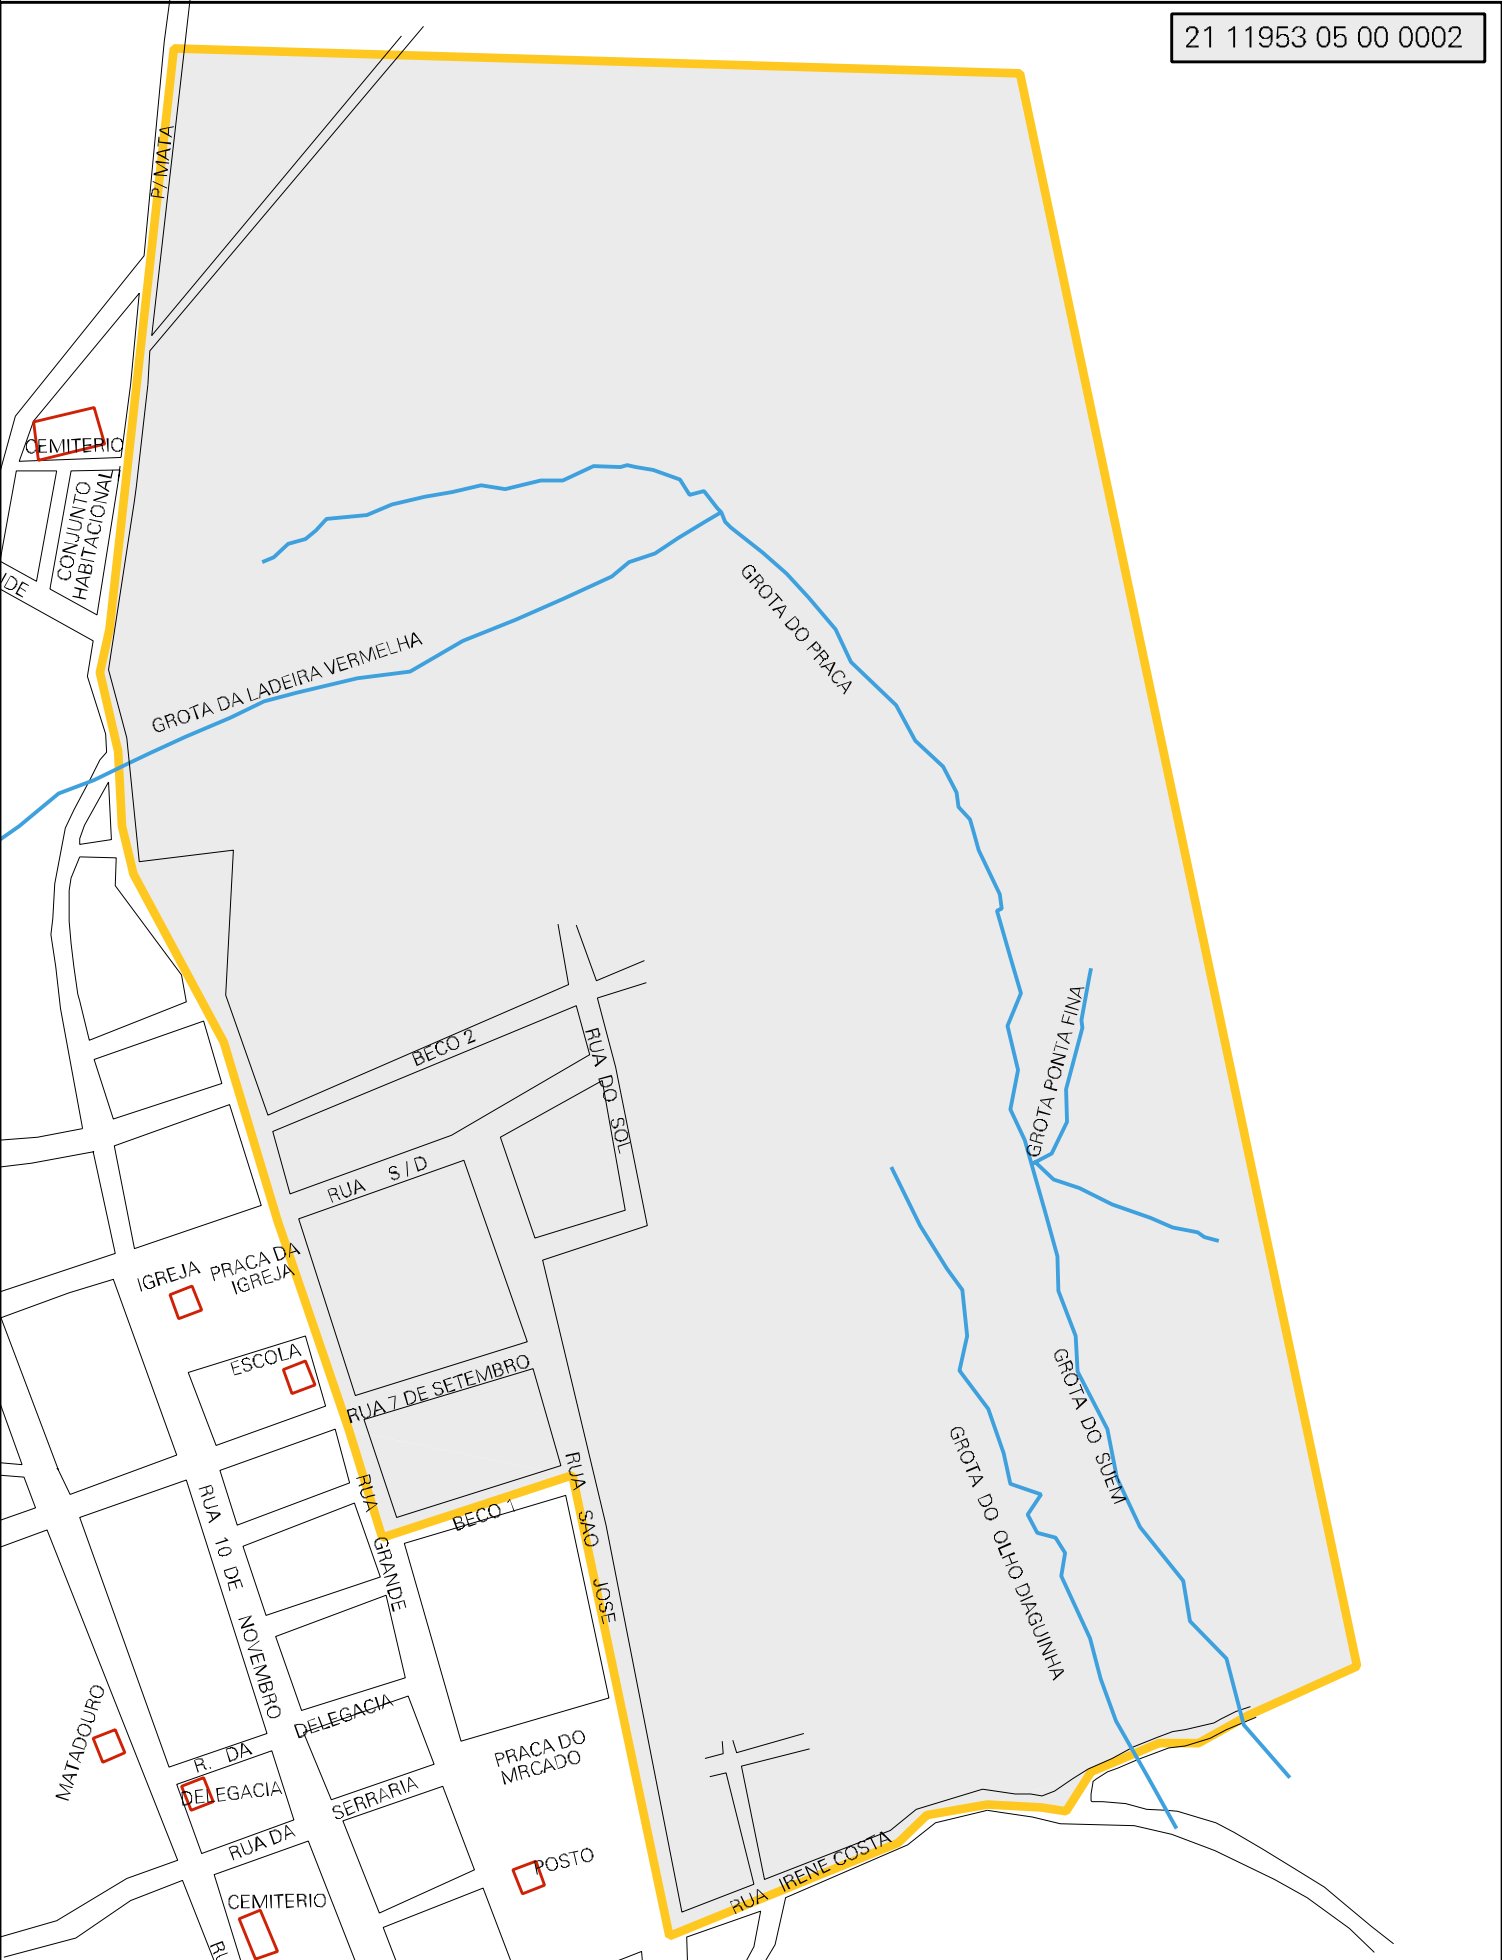 21 11953 05 00 0002
P/ MATA
CEMITERIO
CONJUNTO
HABITACIONAL
GROTA DO PRACA
GROTA DA LADEIRA VERMELHA
GROTA PONTA FINA
BECO 2
RUA DO SOL
RUA S/D
IGREJA
PRACA DA
IGREJA
ESCOLA
RUA 7 DE SETEMBRO
GROTA DO SUEM
GROTA DO OLHO DIAGUINHA
RUA SAO JOSE
RUA GRANDE
BECO 1
RUA 10 DE NOVEMBRO
MATADOURO
DELEGACIA
R. DA
DELEGACIA
PRACA DO
MRCADO
SERRARIA
RUA DA
POSTO
RUA IRENE COSTA
CEMITERIO